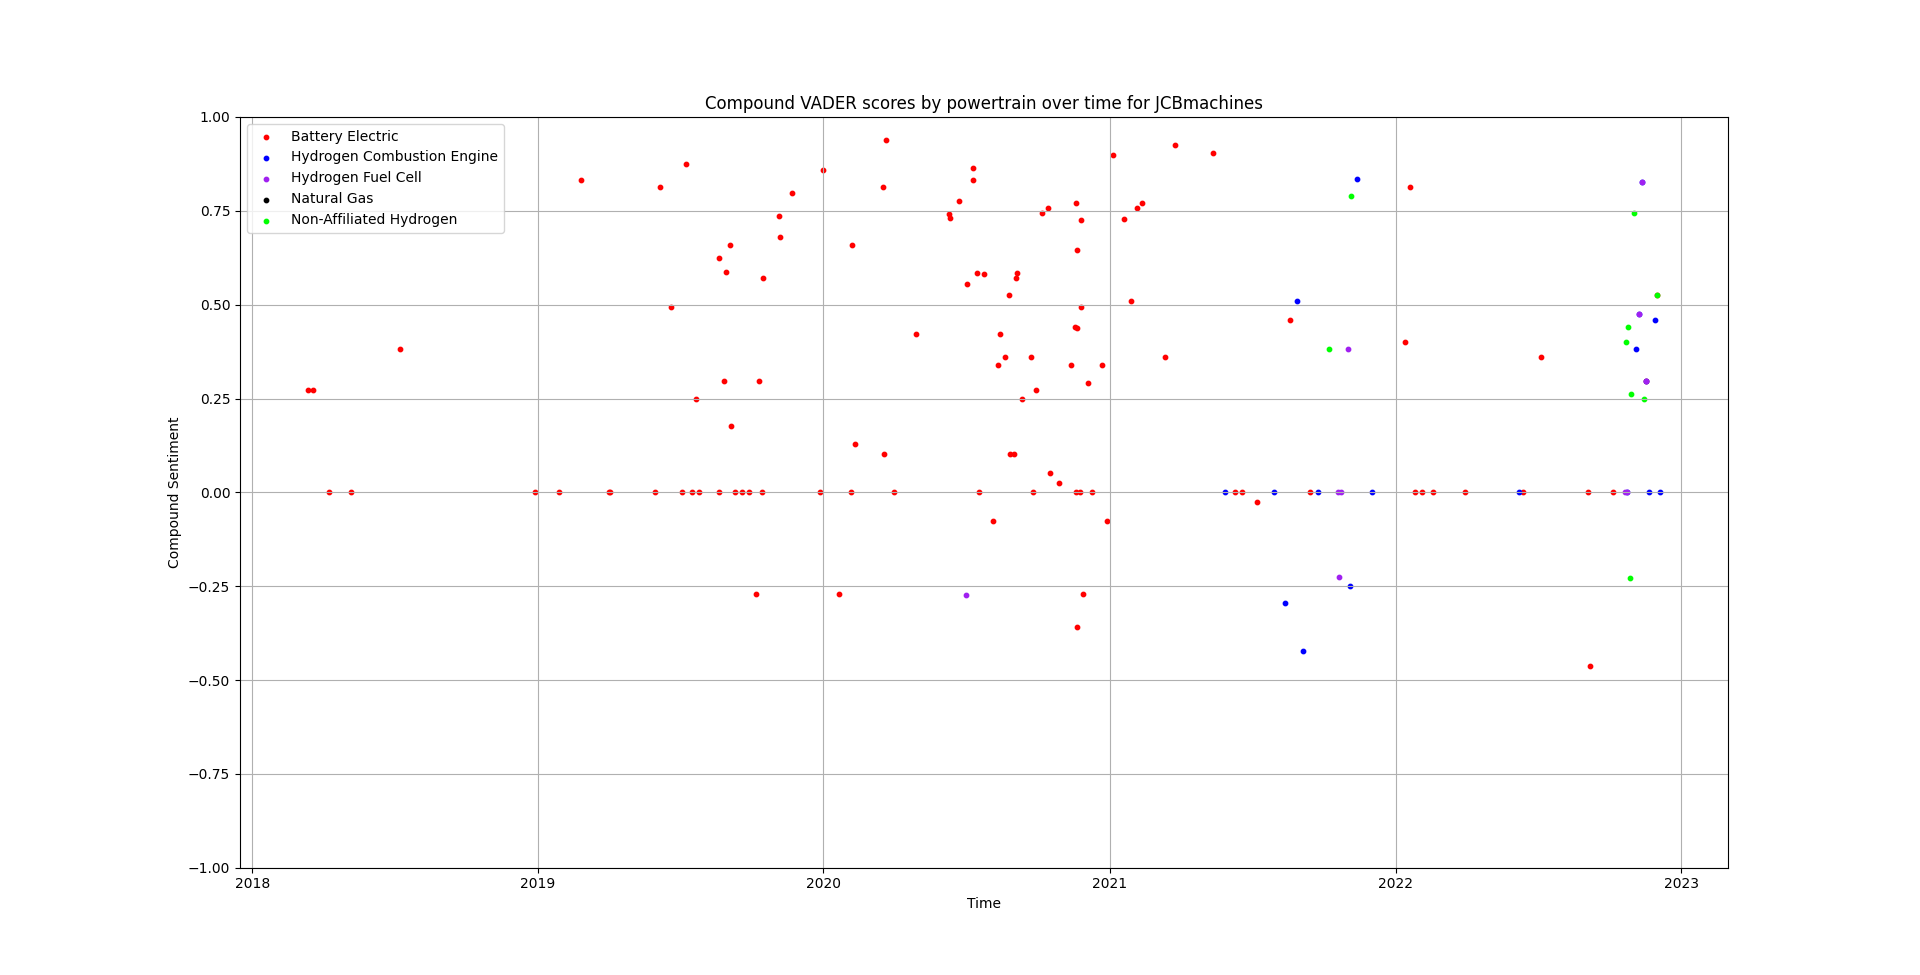 Compound VADER scores by powertrain over time for JCBmachines
Battery Electric
Hydrogen Combustion Engine
Hydrogen Fuel Cell
Natural Gas
Non-Affiliated Hydrogen
1.00
0.75
0.50
0.25
0.00
−0.25
−0.50
−0.75
−1.00
Compound Sentiment
2018 2019 2020 2021 2022 2023
Time